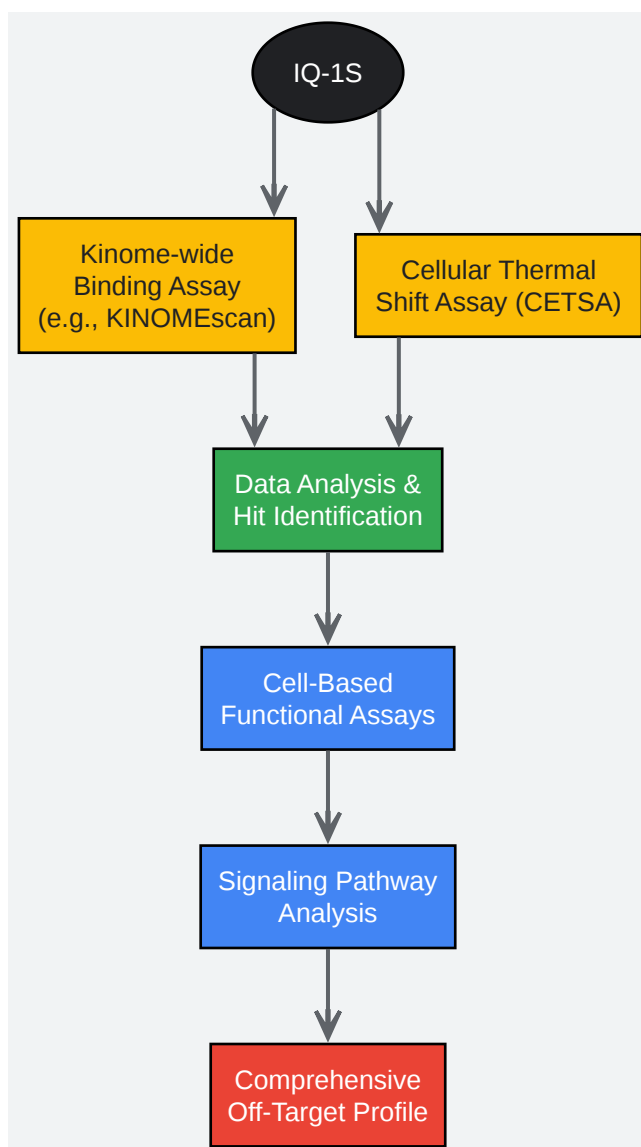 IQ-1S
Kinome-wide
Binding Assay
(e.g., KINOMEscan)
Cellular Thermal
Shift Assay (CETSA)
Data Analysis &
Hit Identification
Cell-Based
Functional Assays
Signaling Pathway
Analysis
Comprehensive
Off-Target Profile